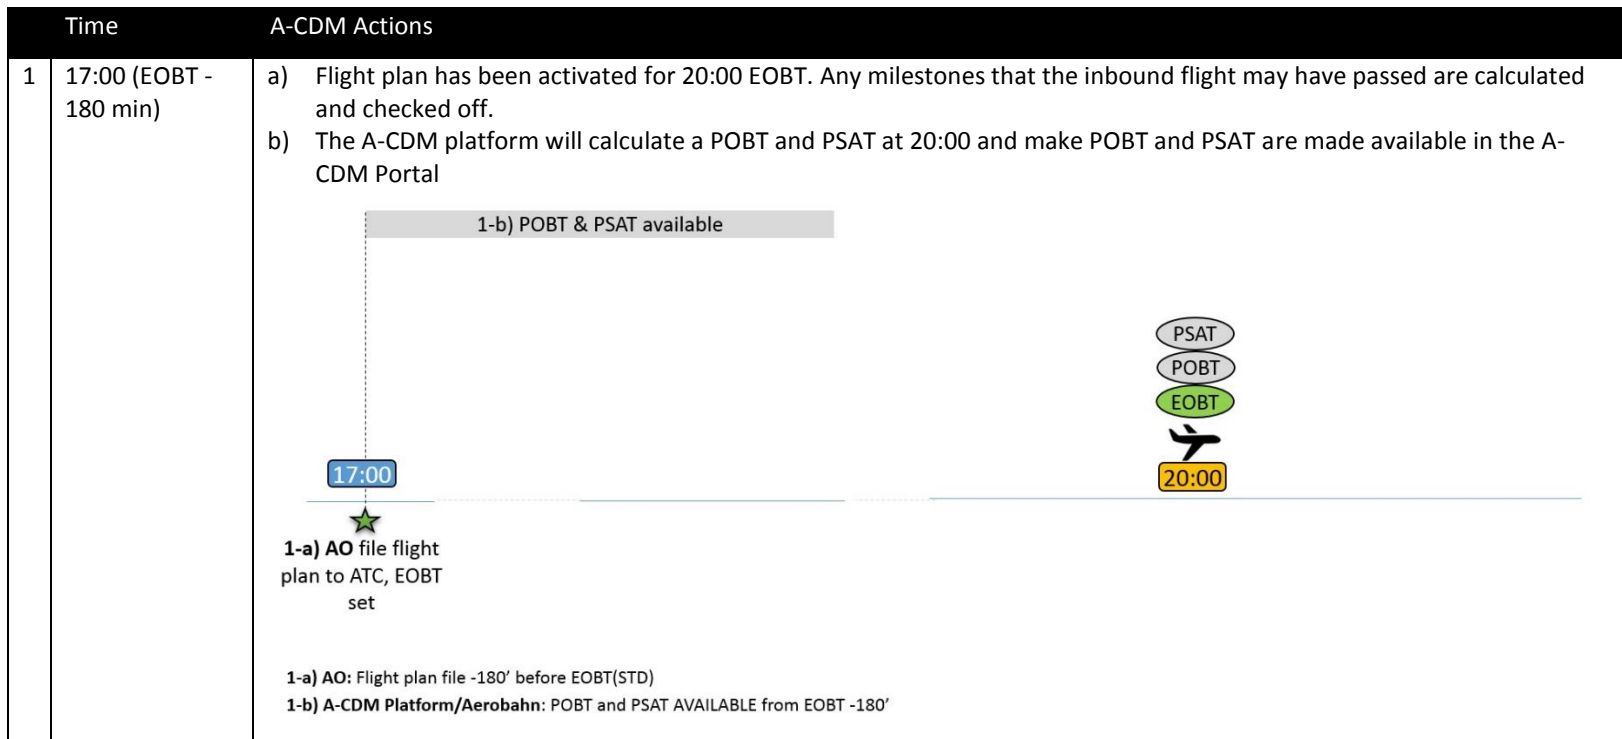 Time A-CDM Actions
1 17:00 (EOBT - a) Flight plan has been activated for 20:00 EOBT. Any milestones that the inbound flight may have passed are calculated
180 min) and checked off.
b) The A-CDM platform will calculate a POBT and PSAT at 20:00 and make POBT and PSAT are made available in the A-
CDM Portal
1-b) POBT & PSAT available
PSAT
POBT
EOBT
17:00 20:00
1-a) AO file flight
plan to ATC, EOBT
set
1-a) AO: Flight plan file -180’ before EOBT(STD)
1-b) A-CDM Platform/Aerobahn: POBT and PSAT AVAILABLE from EOBT -180’